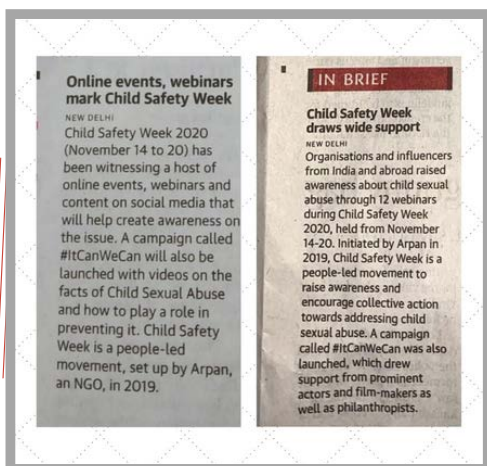 Online events, webinars
mark Child Safety Week
NEW DELHI
Child Safety Week 2020
(November 14 to 20) has
been witnessing a host of
online events, webinars and
content on social media that
will help create awareness on
the issue. A campaign called
#ItCanWeCan will also be
launched with videos on the
facts of Child Sexual Abuse
and how to play a role in
preventing it. Child Safety
Week is a people-led
movement, set up by Arpan,
an NGO, in 2019.
IN BRIEF
Child Safety Week
draws wide support
NEW DELHI
Organisations and influencers
from India and abroad raised
awareness about child sexual
abuse through 12 webinars
during Child Safety Week
2020, held from November
14-20. Initiated by Arpan in
2019, Child Safety Week is a
people-led movement to
raise awareness and
encourage collective action
towards addressing child
sexual abuse. A campaign
called #ItCanWeCan was also
launched, which drew
support from prominent
actors and film-makers as
well as philanthropists.